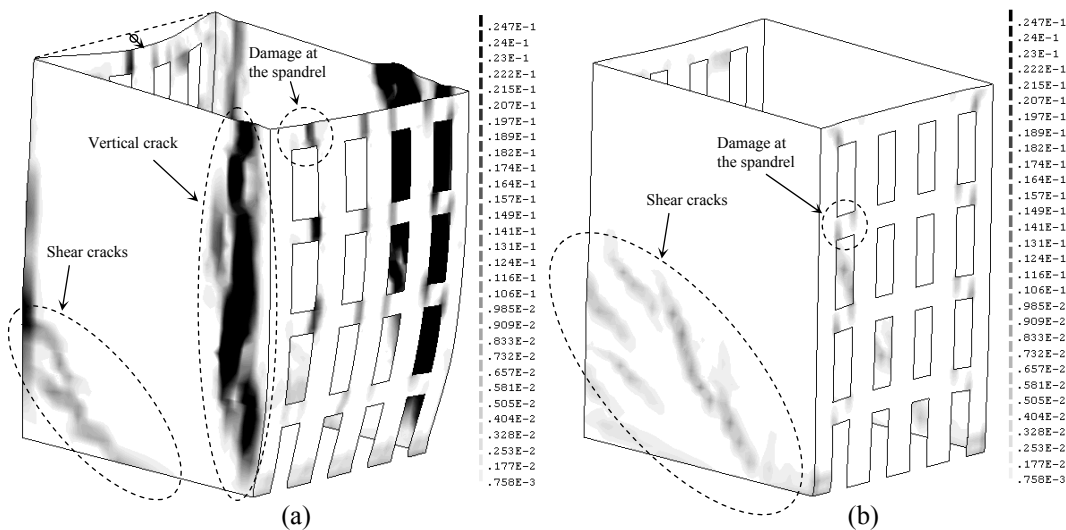 Φ
Damage at
the spandrel
Vertical crack
Shear cracks
.247E-1
.24E-1
.23E-1
.222E-1
.215E-1
.207E-1
.197E-1
.189E-1
.182E-1
.174E-1
.164E-1
.157E-1
.149E-1
.141E-1
.131E-1
.124E-1
.116E-1
.106E-1
.985E-2
.909E-2
.833E-2
.732E-2
.657E-2
.581E-2
.505E-2
.404E-2
.328E-2
.253E-2
.177E-2
.758E-3
(a)
Damage at
the spandrel
Shear cracks
.247E-1
.24E-1
.23E-1
.222E-1
.215E-1
.207E-1
.197E-1
.189E-1
.182E-1
.174E-1
.164E-1
.157E-1
.149E-1
.141E-1
.131E-1
.124E-1
.116E-1
.106E-1
.985E-2
.909E-2
.833E-2
.732E-2
.657E-2
.581E-2
.505E-2
.404E-2
.328E-2
.253E-2
.177E-2
.758E-3
(b)